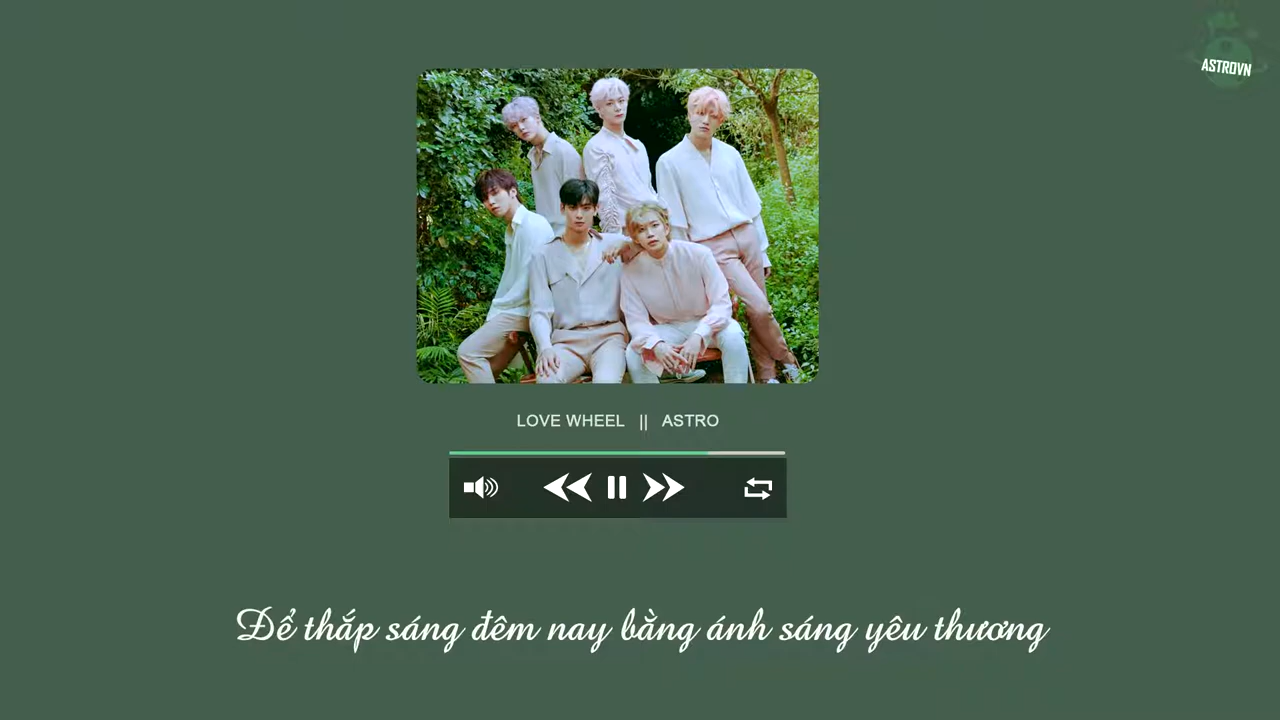 ASTROVN
LOVE WHEEL || ASTRO
Để thắp sáng đêm nay bằng ánh sáng yêu thương